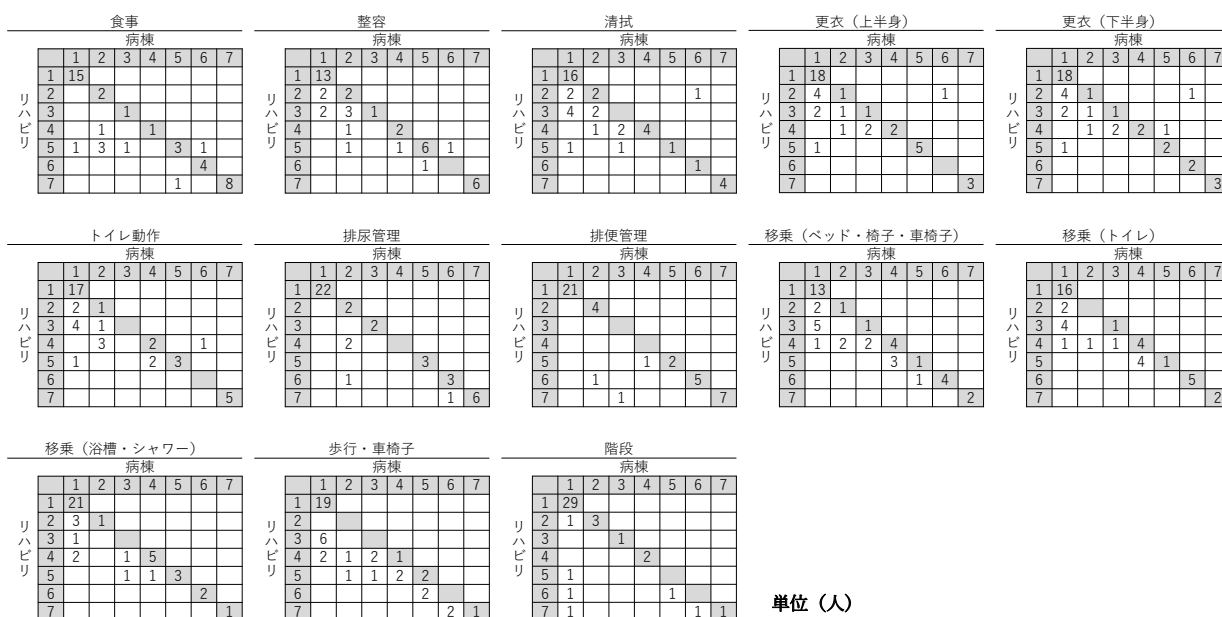 食事 整容 清拭 更衣（上半身） 更衣（下半身）
病棟 病棟 病棟 病棟 病棟
1 2 3 4 5 6 7 1 2 3 4 5 6 7 1 2 3 4 5 6 7 1 2 3 4 5 6 7 1 2 3 4 5 6 7
リハビリ リハビリ リハビリ リハビリ リハビリ
1 15 1 13 1 16 1 18 1 18
2 2 2 2 2 2 2 2 1 2 4 1 1 2 4 1 1
3 1 3 2 3 1 3 4 2 3 2 1 1 3 2 1 1
4 1 1 4 1 2 4 1 2 4 4 1 2 2 4 1 2 2 1
5 1 3 1 3 1 5 1 1 6 1 5 1 1 1 5 1 5 5 1 2
6 4 6 1 6 1 6 6 2
7 1 8 7 6 7 4 7 3 7 3
トイレ動作 排尿管理 排便管理 移乗（ベッド・椅子・車椅子） 移乗（トイレ）
病棟 病棟 病棟 病棟 病棟
1 2 3 4 5 6 7 1 2 3 4 5 6 7 1 2 3 4 5 6 7 1 2 3 4 5 6 7 1 2 3 4 5 6 7
リハビリ リハビリ リハビリ リハビリ リハビリ
1 17 1 22 1 21 1 13 1 16
2 2 1 2 2 2 4 2 2 1 2 2
3 4 1 3 2 3 3 5 1 3 4 1
4 3 2 1 4 2 4 4 1 2 2 4 4 1 1 1 4
5 1 2 3 5 3 5 1 2 5 3 1 5 4 1
6 6 1 3 6 1 5 6 1 4 6 5
7 5 7 1 6 7 1 7 7 2 7 2
移乗（浴槽・シャワー） 歩行・車椅子 階段
病棟 病棟 病棟
1 2 3 4 5 6 7 1 2 3 4 5 6 7 1 2 3 4 5 6 7
リハビリ リハビリ リハビリ
1 21 1 19 1 29
2 3 1 2 2 1 3
3 1 3 6 3 1
4 2 1 5 4 2 1 2 1 4 2
5 1 1 3 5 1 1 2 2 5 1
6 2 6 2 6 1 1
7 1 7 2 1 7 1 1 1
単位（人）